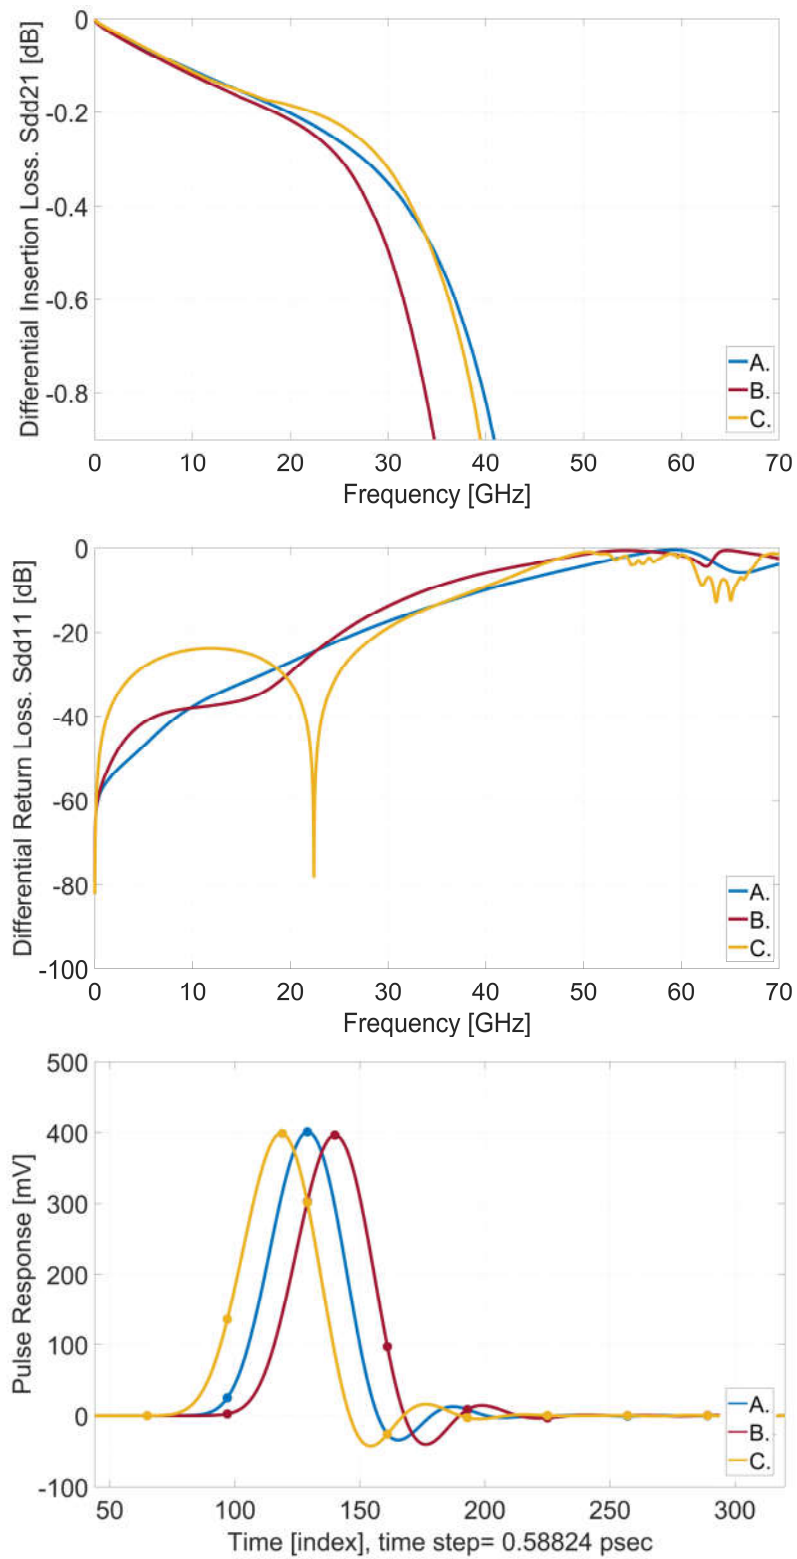 Differential Insertion Loss. Sdd21 [dB]
0
-0.2
-0.4
-0.6
-0.8
A.
B.
C.
0 10 20 30 40 50 60 70
Frequency [GHz]
Differential Return Loss. Sdd11 [dB]
0
-20
-40
-60
-80
-100
A.
B.
C.
0 10 20 30 40 50 60 70
Frequency [GHz]
Pulse Response [mV]
500
400
300
200
100
0
-100
A.
B.
C.
50 100 150 200 250 300
Time [index], time step= 0.58824 psec